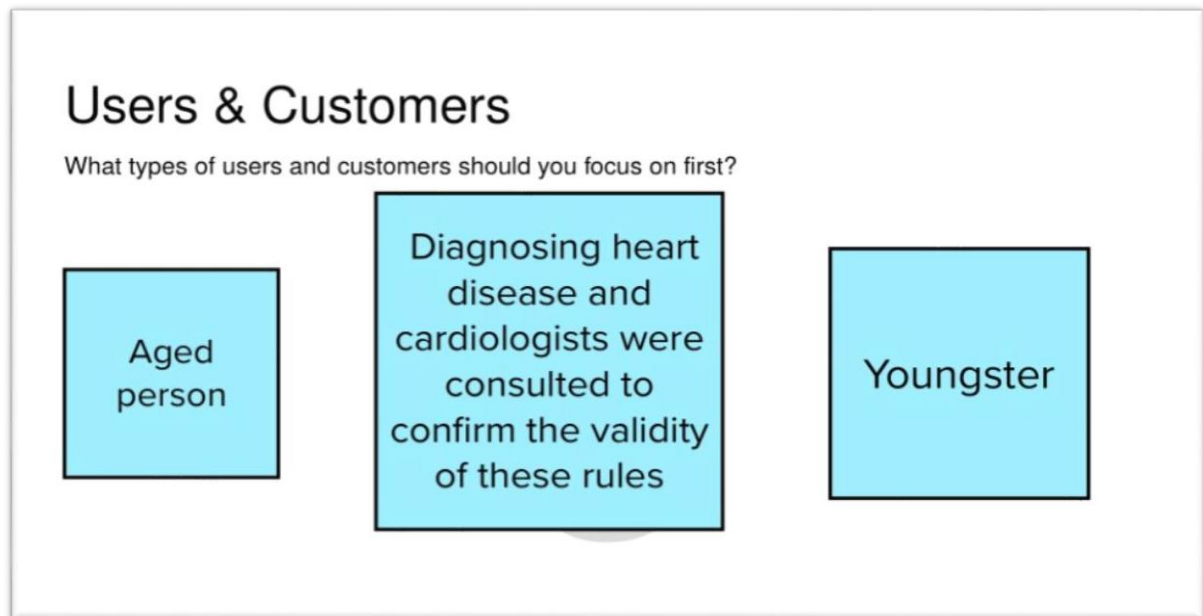 Users & Customers
What types of users and customers should you focus on first?
Aged
person
Diagnosing heart
disease and
cardiologists were
consulted to
confirm the validity
of these rules
Youngster